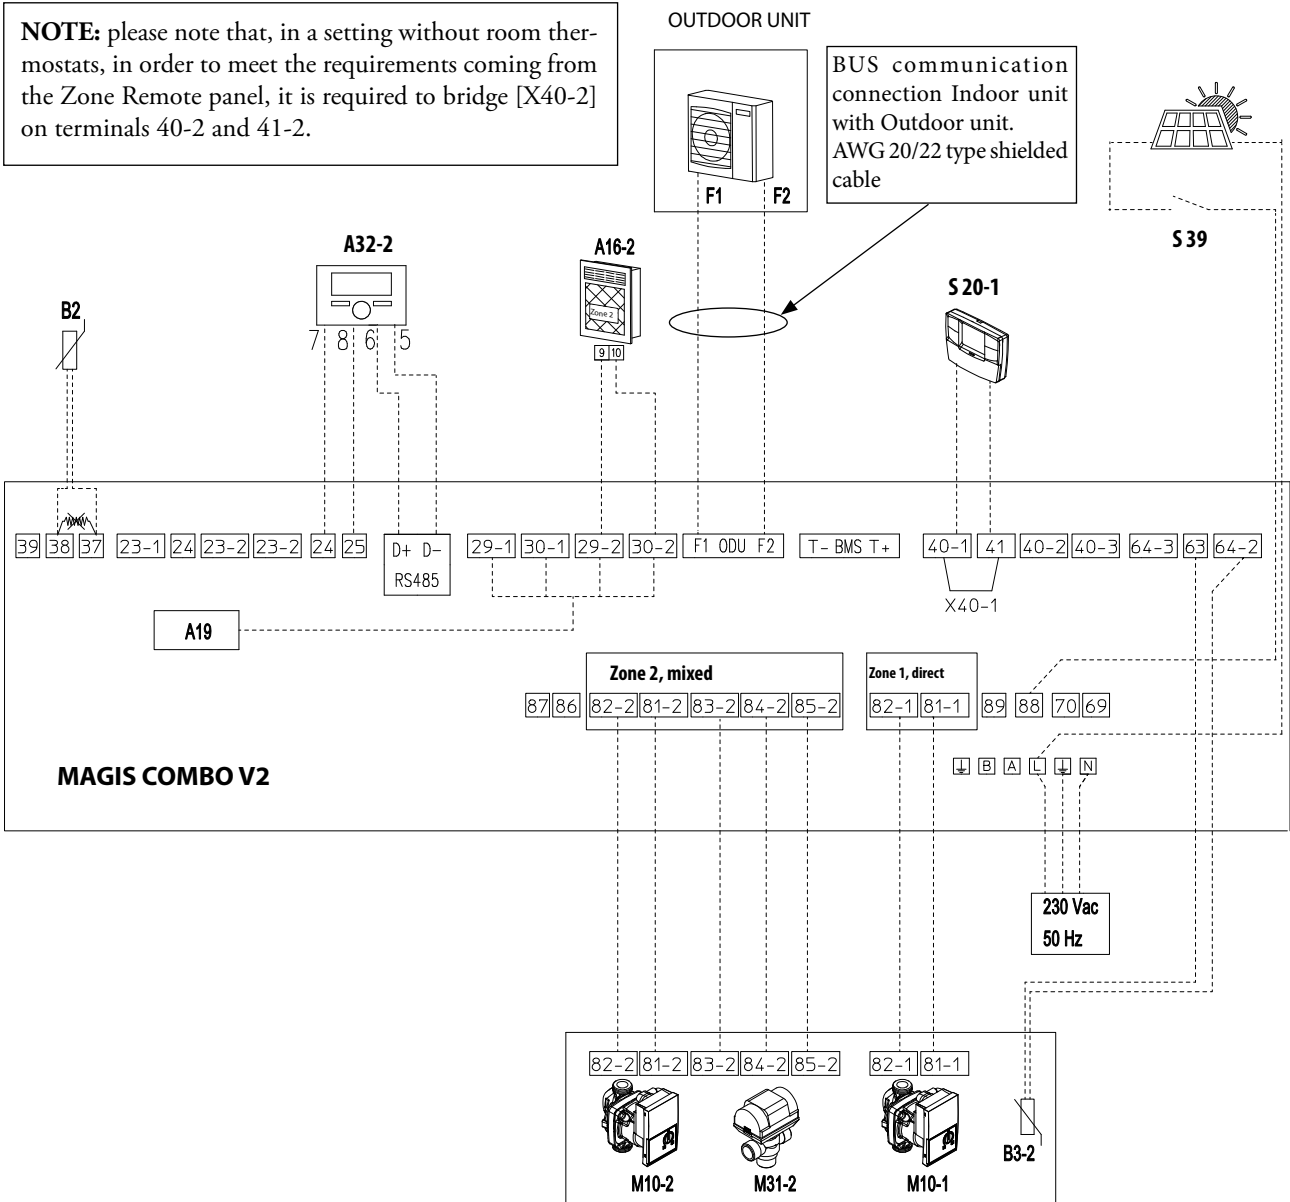 NOTE: please note that, in a setting without room ther-
mostats, in order to meet the requirements coming from
the Zone Remote panel, it is required to bridge [X40-2]
on terminals 40-2 and 41-2.
OUTDOOR UNIT
F1 F2
BUS communication
connection Indoor unit
with Outdoor unit.
AWG 20/22 type shielded
cable
S 39
A32-2
A16-2
S 20-1
B2
Zone 2
7 8 6 5
9 10
39 38 37 23-1 24 23-2 23-2 24 25 D+ D- 29-1 30-1 29-2 30-2 F1 ODU F2 T- BMS T+ 40-1 41 40-2 40-3 64-3 63 64-2
RS485
X40-1
A19
Zone 2, mixed
Zone 1, direct
87 86 82-2 81-2 83-2 84-2 85-2 82-1 81-1 89 88 70 69
B A L N
MAGIS COMBO V2
230 Vac
50 Hz
82-2 81-2 83-2 84-2 85-2 82-1 81-1
B3-2
M10-2 M31-2 M10-1